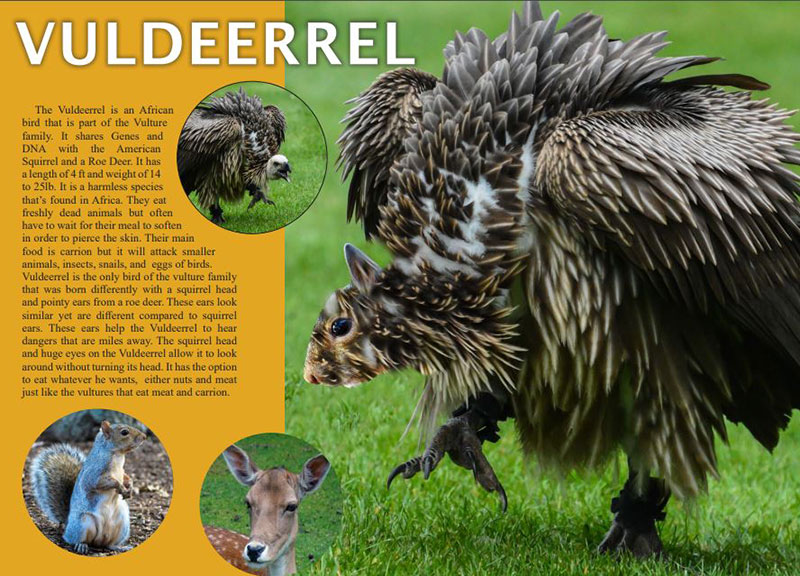 VULDEERREL
The Vuldeerrel is an African
bird that is part of the Vulture
family. It shares Genes and
DNA with the American
Squirrel and a Roe Deer. It has
a length of 4 ft and weight of 14
to 25lb. It is a harmless species
that’s found in Africa. They eat
freshly dead animals but often
have to wait for their meal to soften
in order to pierce the skin. Their main
food is carrion but it will attack smaller
animals, insects, snails, and eggs of birds.
Vuldeerrel is the only bird of the vulture family
that was born differently with a squirrel head
and pointy ears from a roe deer. These ears look
similar yet are different compared to squirrel
ears. These ears help the Vuldeerrel to hear
dangers that are miles away. The squirrel head
and huge eyes on the Vuldeerrel allow it to look
around without turning its head. It has the option
to eat whatever he wants, either nuts and meat
just like the vultures that eat meat and carrion.